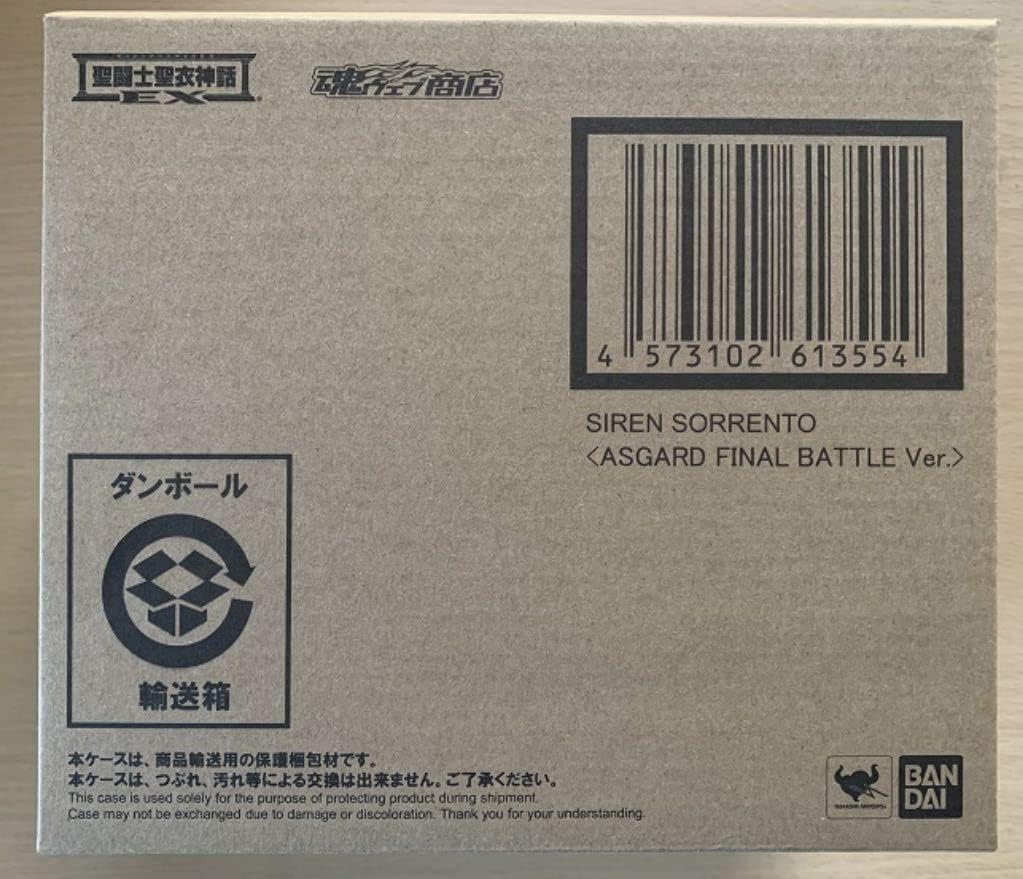 聖闘士聖衣神話
EX
魂ウェブ商店
4 573102 613554
SIREN SORRENTO
<ASGARD FINAL BATTLE Ver.>
ダンボール
輸送箱
本ケースは、商品輸送用の保護梱包材です。
本ケースは、つぶれ、汚れ等による交換は出来ません。ご了承ください。
This case is used solely for the purpose of protecting product during shipment.
Case may not be exchanged due to damage or discoloration. Thank you for your understanding.
BAN
DAI